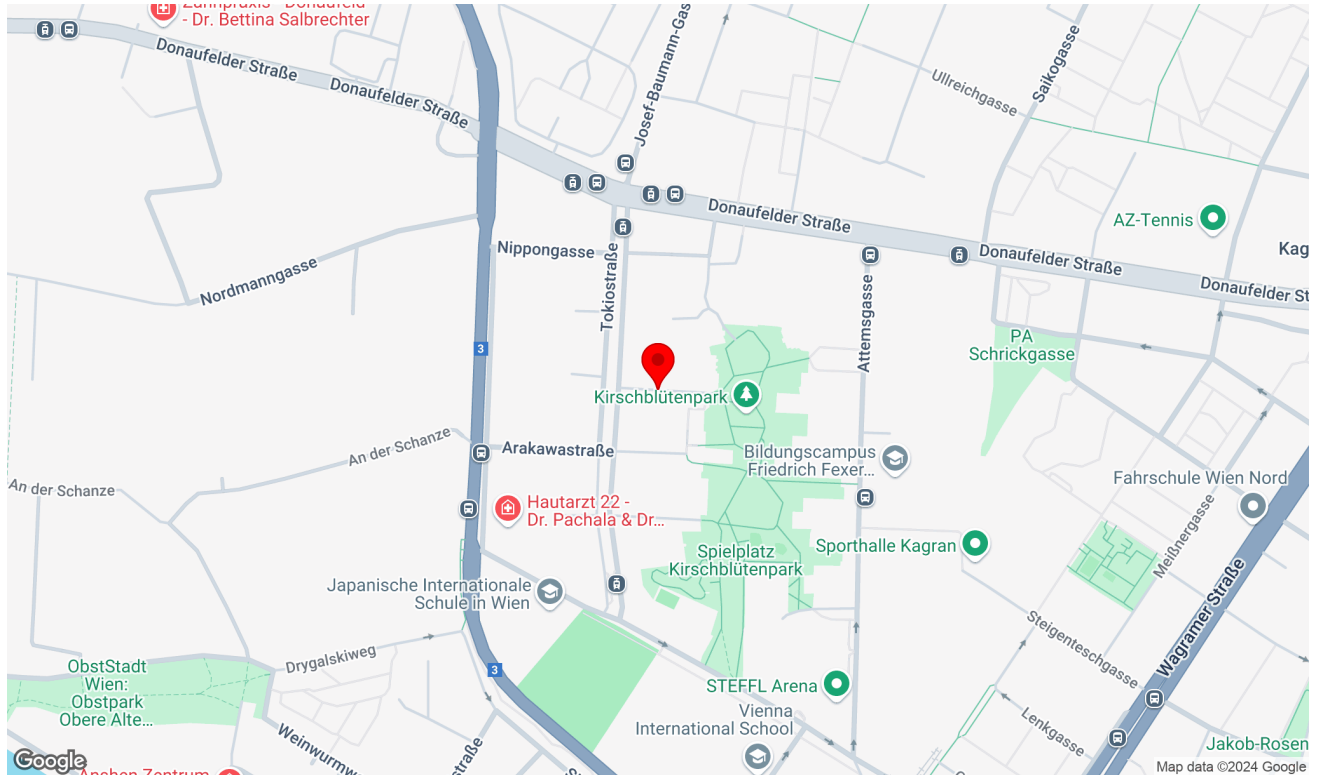 Zahnpraxis - Donaufeld
- Dr. Bettina Salbrechter
Donaufelder Straße
Donaufelder Straße
Josef-Baumann-Gas
Ullreichgasse
Saikogasse
Donaufelder Straße
AZ-Tennis
Kag
Donaufelder Straße
Donaufelder St
Nippongasse
Nordmanngasse
Tokiostraße
Attemsgasse
PA
Schrickgasse
3
Kirschblütenpark
An der Schanze
Arakawastraße
Bildungscampus
Friedrich Fexer...
An der Schanze
Fahrschule Wien Nord
Hautarzt 22 -
Dr. Pachala & Dr...
Meißnergasse
Sporthalle Kagran
Spielplatz
Kirschblütenpark
Japanische Internationale
Schule in Wien
Wagramer Straße
Steigenteschgasse
Drygalskiweg
3
ObstStadt
Wien:
Obstpark
Obere Alte...
STEFFL Arena
Vienna
International School
Lenkgasse
Weinwurmw
straße
Jakob-Rosen
Google
Map data ©2024 Google